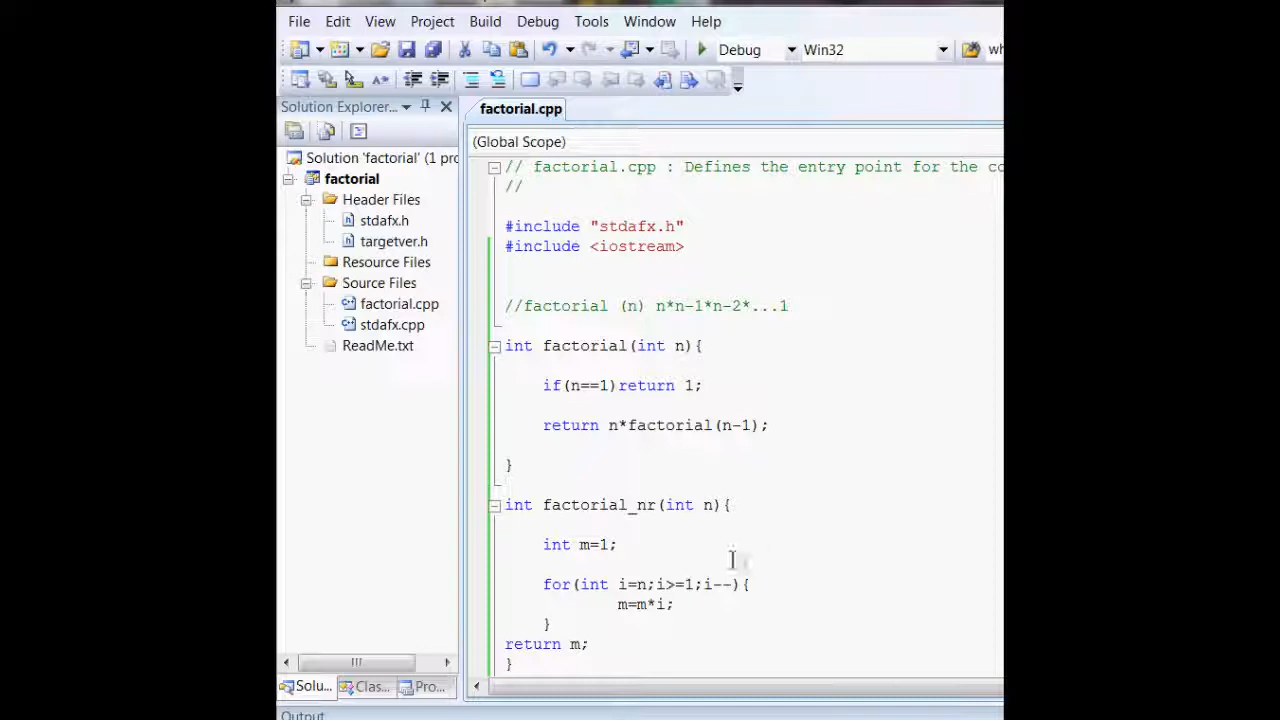 File Edit View Project Build Debug Tools Window Help
Debug Win32
Solution Explorer...
factorial.cpp
(Global Scope)
Solution 'factorial' (1 pro
factorial
Header Files
stdafx.h
targetver.h
Resource Files
Source Files
factorial.cpp
stdafx.cpp
ReadMe.txt
// factorial.cpp : Defines the entry point for the co
//
#include "stdafx.h"
#include <iostream>
//factorial (n) n*n-1*n-2*...1
int factorial(int n){
if(n==1)return 1;
return n*factorial(n-1);
}
int factorial_nr(int n){
int m=1;
for(int i=n;i>=1;i--){
m=m*i;
}
return m;
}
Solu... Clas... Pro...
Output